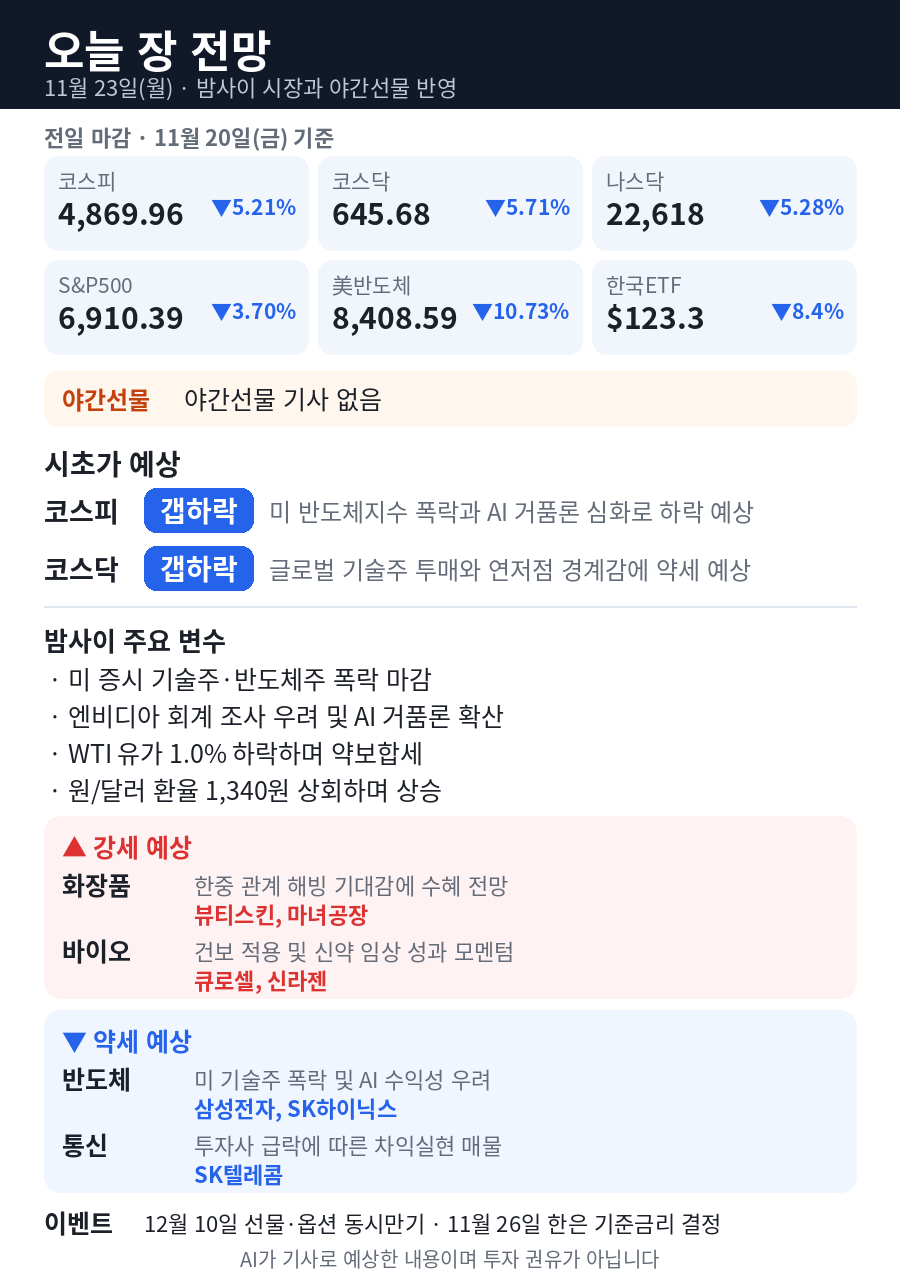 오늘 장 전망
11월 23일(월) · 밤사이 시장과 야간선물 반영
전일 마감 · 11월 20일(금) 기준
코스피
4,869.96 ▼5.21%
코스닥
645.68 ▼5.71%
나스닥
22,618 ▼5.28%
S&P500
6,910.39 ▼3.70%
美반도체
8,408.59 ▼10.73%
한국ETF
$123.3 ▼8.4%
야간선물 야간선물 기사 없음
시초가 예상
코스피 갭하락 미 반도체지수 폭락과 AI 거품론 심화로 하락 예상
코스닥 갭하락 글로벌 기술주 투매와 연저점 경계감에 약세 예상
밤사이 주요 변수
· 미 증시 기술주·반도체주 폭락 마감
· 엔비디아 회계 조사 우려 및 AI 거품론 확산
· WTI 유가 1.0% 하락하며 약보합세
· 원/달러 환율 1,340원 상회하며 상승
▲ 강세 예상
화장품 한중 관계 해빙 기대감에 수혜 전망
뷰티스킨, 마녀공장
바이오 건보 적용 및 신약 임상 성과 모멘텀
큐로셀, 신라젠
▼ 약세 예상
반도체 미 기술주 폭락 및 AI 수익성 우려
삼성전자, SK하이닉스
통신 투자사 급락에 따른 차익실현 매물
SK텔레콤
이벤트 12월 10일 선물·옵션 동시만기 · 11월 26일 한은 기준금리 결정
AI가 기사로 예상한 내용이며 투자 권유가 아닙니다